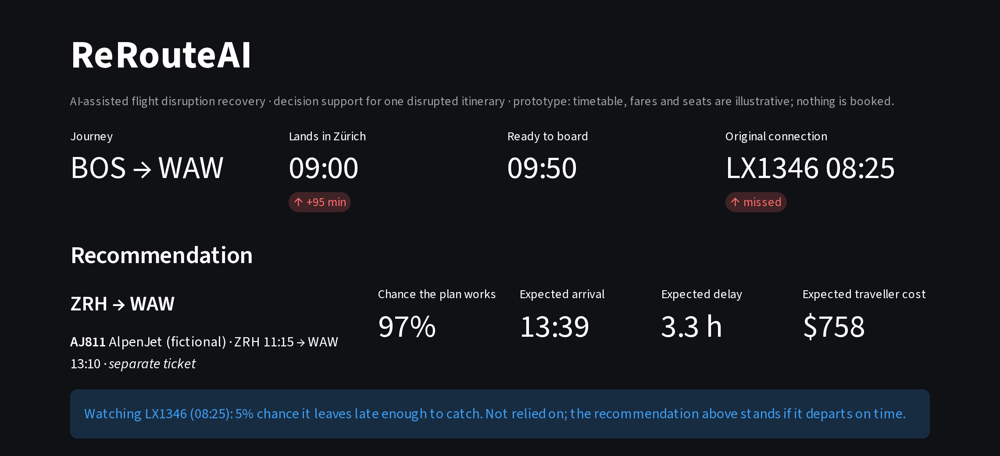 ReRouteAI
AI-assisted flight disruption recovery · decision support for one disrupted itinerary · prototype: timetable, fares and seats are illustrative; nothing is booked.
Journey
BOS → WAW
Lands in Zürich
09:00
↑ +95 min
Ready to board
09:50
Original connection
LX1346 08:25
↑ missed
Recommendation
ZRH → WAW
AJ811 AlpenJet (fictional) · ZRH 11:15 → WAW
13:10 · separate ticket
Chance the plan works
97%
Expected arrival
13:39
Expected delay
3.3 h
Expected traveller cost
$758
Watching LX1346 (08:25): 5% chance it leaves late enough to catch. Not relied on; the recommendation above stands if it departs on time.